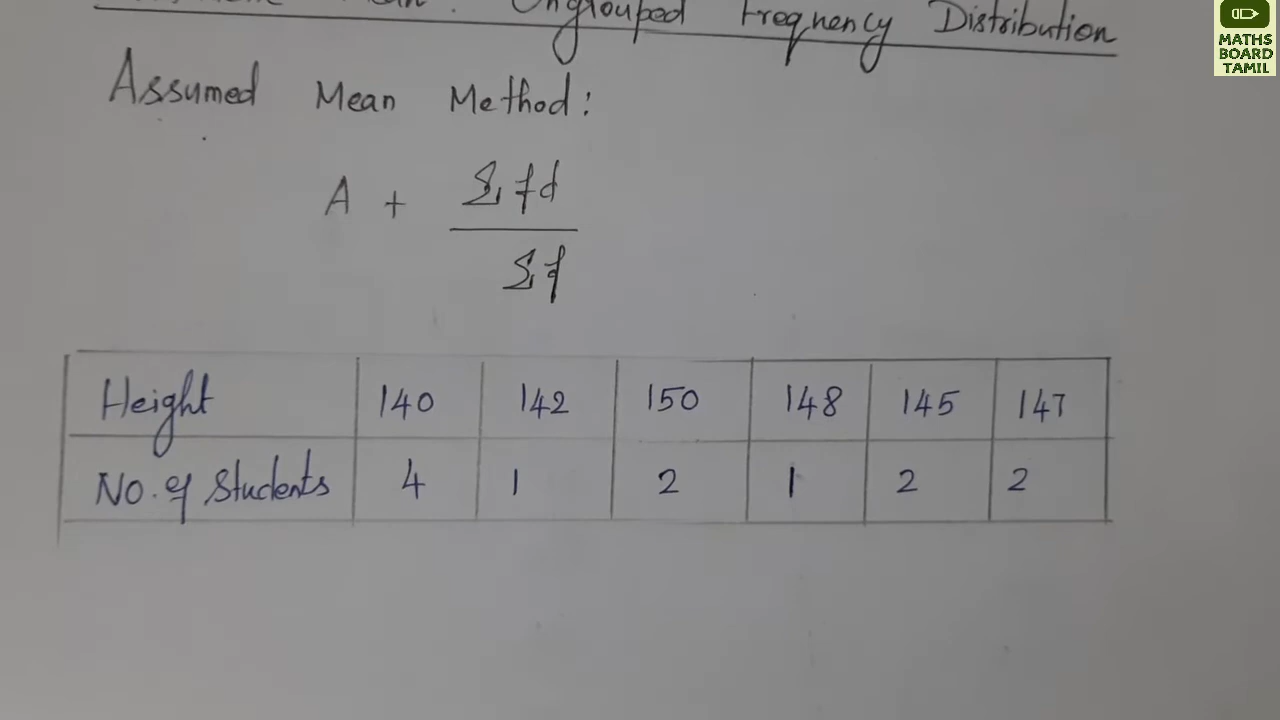 Mean : Ungrouped Frequency Distribution
MATHS
BOARD
TAMIL
Assumed Mean Method :
A + Σfd
Σf
Height 140 142 150 148 145 147
No. of Students 4 1 2 1 2 2